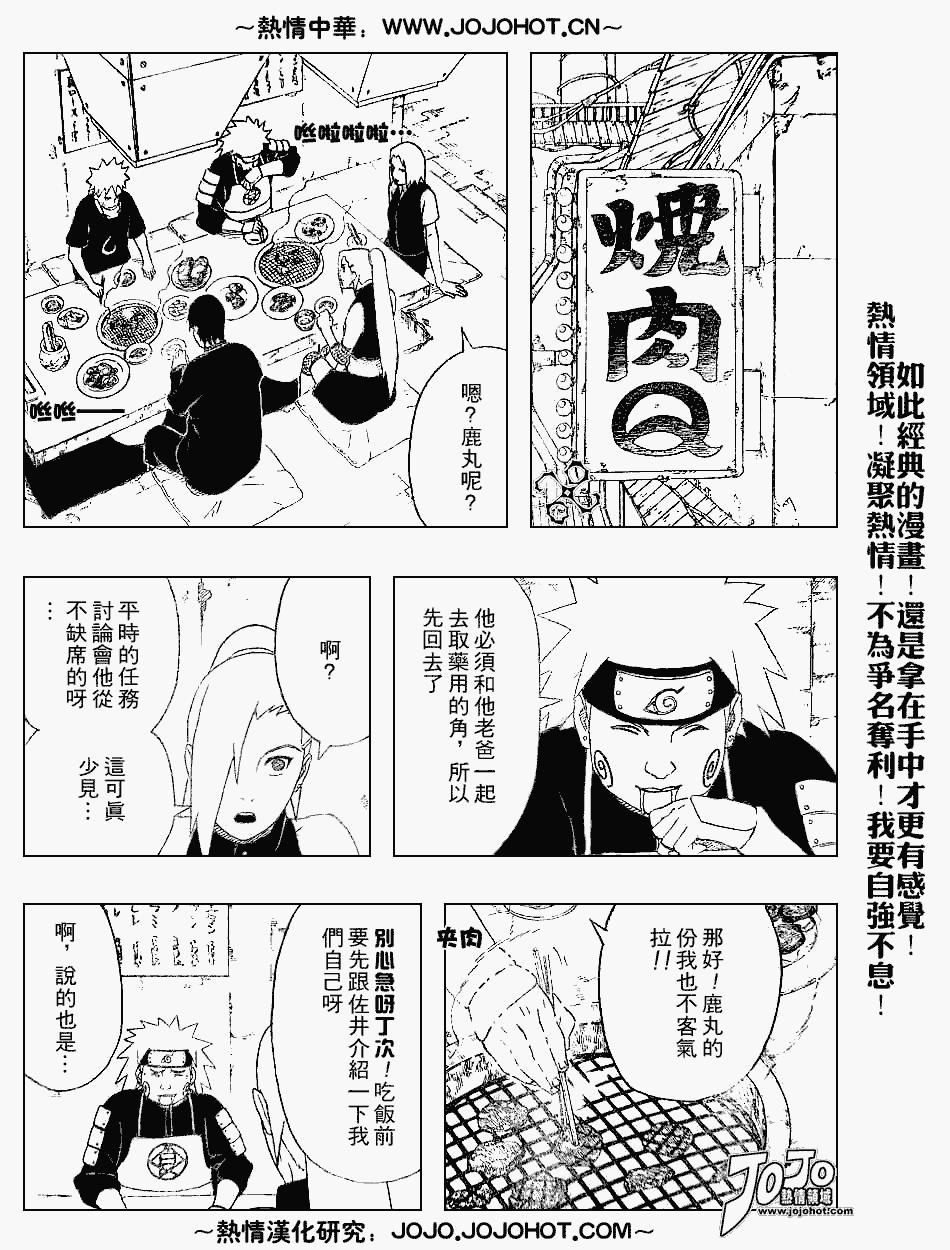 ～熱情中華：WWW.JOJOHOT.CN～
燒肉Q
嘩啦啦啦…
嘩嘩——
嗯？鹿丸呢？
他必須和他老爸一起
去取藥用的角，所以
先回去了
啊？
平時的任務
討論會他從
不缺席的呀
…
這可真
少見…
那好！鹿丸的
份我也不客氣
拉!!
夾肉
別心急呀丁次！吃飯前
要先跟佐井介紹一下我
們自己呀
啊，說的也是…
如此經典的漫畫！還是拿在手中才更有感覺！
熱情領域！凝聚熱情！不為爭名奪利！我要自強不息！
JOJO
熱情領域
www.jojohot.com
～熱情漢化研究：JOJO.JOJOHOT.COM～